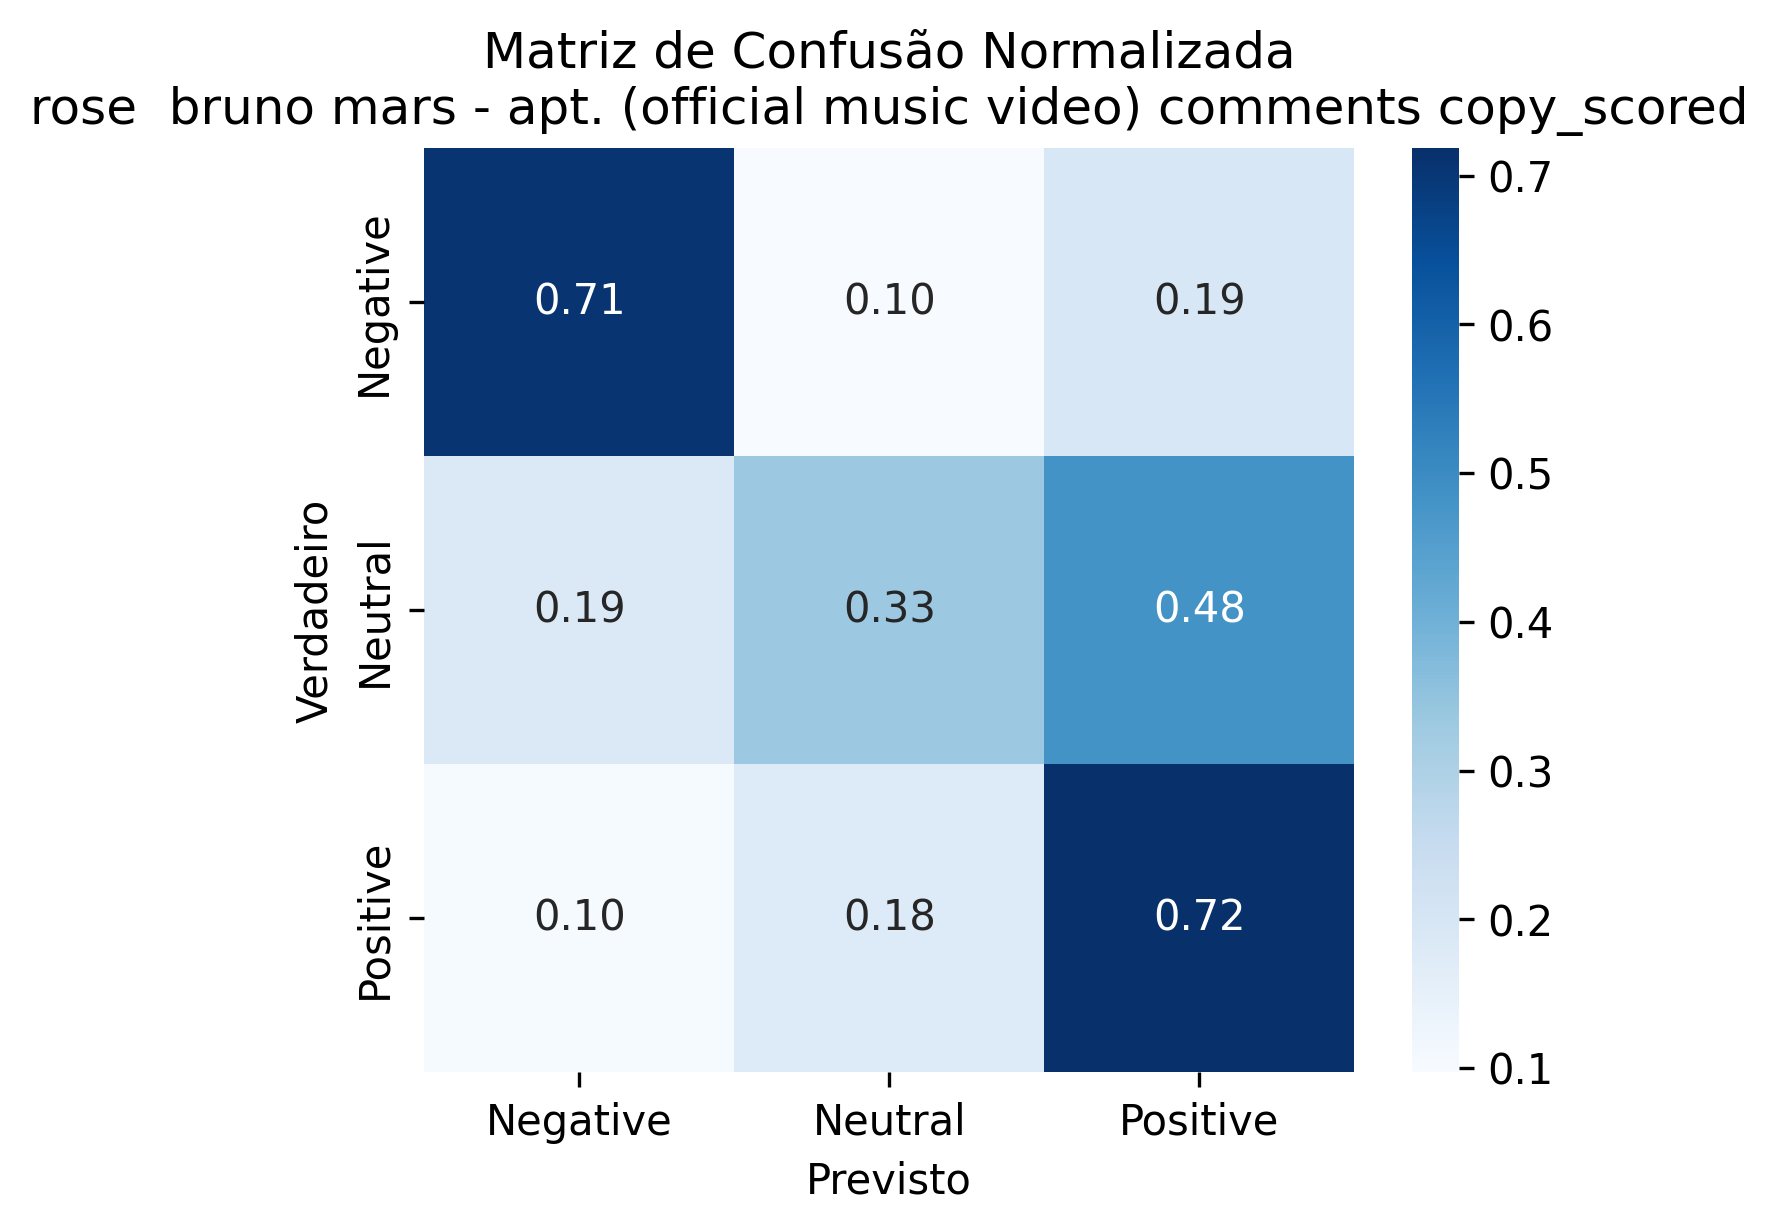 Matriz de Confusão Normalizada
rose  bruno mars - apt. (official music video) comments copy_scored
Verdadeiro
Negative
0.71 0.10 0.19
Neutral
0.19 0.33 0.48
Positive
0.10 0.18 0.72
Negative Neutral Positive
Previsto
0.7
0.6
0.5
0.4
0.3
0.2
0.1